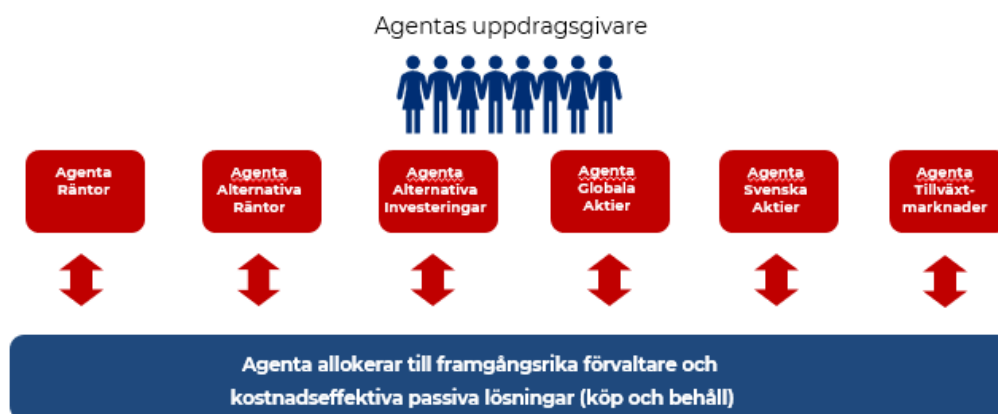 Agentas uppdragsgivare
Agenta
Räntor
Agenta
Alternativa
Räntor
Agenta
Alternativa
Investeringar
Agenta
Globala
Aktier
Agenta
Svenska
Aktier
Agenta
Tillväxt-
marknader
Agenta allokerar till framgångsrika förvaltare och
kostnadseffektiva passiva lösningar (köp och behåll)